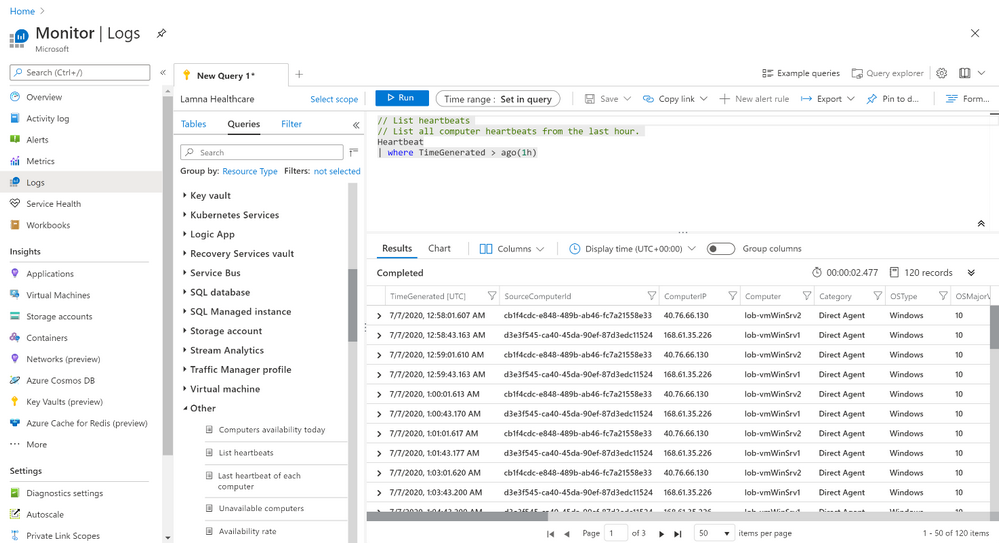 Home >
Monitor | Logs
Microsoft
Search (Ctrl+/)
Overview
Activity log
Alerts
Metrics
Logs
Service Health
Workbooks
Insights
Applications
Virtual Machines
Storage accounts
Containers
Networks (preview)
Azure Cosmos DB
Key Vaults (preview)
Azure Cache for Redis (preview)
More
Settings
Diagnostics settings
Autoscale
Private Link Scopes
New Query 1*
Example queries Query explorer
Lamna Healthcare Select scope
Run Time range : Set in query Save Copy link New alert rule Export Pin to d... Form...
Tables Queries Filter
Search
Group by: Resource Type Filters: not selected
Key vault
Kubernetes Services
Logic App
Recovery Services vault
Service Bus
SQL database
SQL Managed instance
Storage account
Stream Analytics
Traffic Manager profile
Virtual machine
Other
Computers availability today
List heartbeats
Last heartbeat of each
computer
Unavailable computers
Availability rate
// List heartbeats
// List all computer heartbeats from the last hour.
Heartbeat
| where TimeGenerated > ago(1h)
Results Chart Columns Display time (UTC+00:00) Group columns
Completed 00:00:02.477 120 records
TimeGenerated [UTC] SourceComputerId ComputerIP Computer Category OSType OSMajorV
7/7/2020, 12:58:01.607 AM cb1f4cdc-e848-489b-ab46-fc7a21558e33 40.76.66.130 lob-vmWinSrv2 Direct Agent Windows 10
7/7/2020, 12:58:43.163 AM d3e3f545-ca40-45da-90ef-87d3edc11524 168.61.35.226 lob-vmWinSrv1 Direct Agent Windows 10
7/7/2020, 12:59:01.610 AM cb1f4cdc-e848-489b-ab46-fc7a21558e33 40.76.66.130 lob-vmWinSrv2 Direct Agent Windows 10
7/7/2020, 12:59:43.163 AM d3e3f545-ca40-45da-90ef-87d3edc11524 168.61.35.226 lob-vmWinSrv1 Direct Agent Windows 10
7/7/2020, 1:00:01.613 AM cb1f4cdc-e848-489b-ab46-fc7a21558e33 40.76.66.130 lob-vmWinSrv2 Direct Agent Windows 10
7/7/2020, 1:00:43.170 AM d3e3f545-ca40-45da-90ef-87d3edc11524 168.61.35.226 lob-vmWinSrv1 Direct Agent Windows 10
7/7/2020, 1:01:01.617 AM cb1f4cdc-e848-489b-ab46-fc7a21558e33 40.76.66.130 lob-vmWinSrv2 Direct Agent Windows 10
7/7/2020, 1:01:43.177 AM d3e3f545-ca40-45da-90ef-87d3edc11524 168.61.35.226 lob-vmWinSrv1 Direct Agent Windows 10
7/7/2020, 1:03:01.620 AM cb1f4cdc-e848-489b-ab46-fc7a21558e33 40.76.66.130 lob-vmWinSrv2 Direct Agent Windows 10
7/7/2020, 1:03:43.200 AM d3e3f545-ca40-45da-90ef-87d3edc11524 168.61.35.226 lob-vmWinSrv1 Direct Agent Windows 10
Page 1 of 3 50 items per page 1 - 50 of 120 items